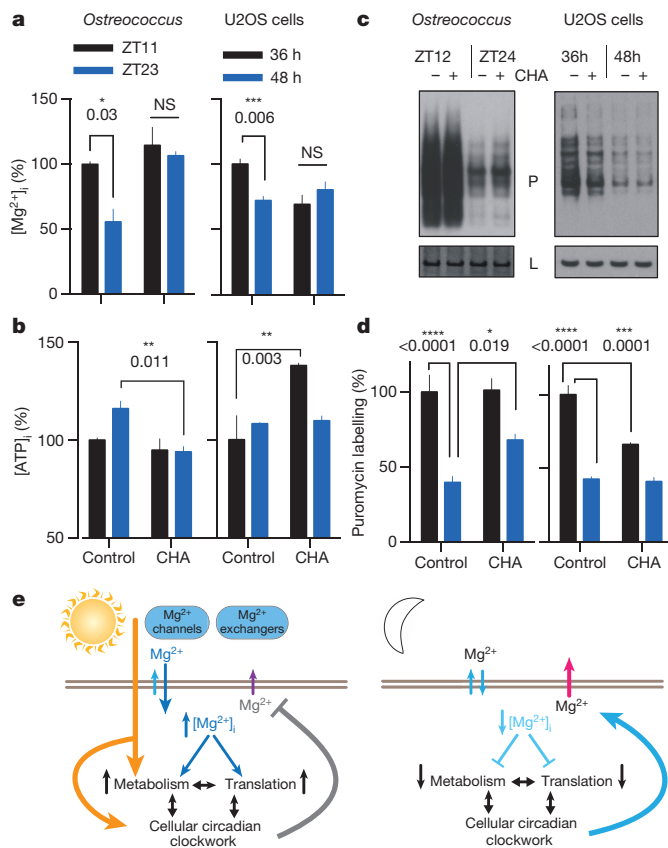 a
Ostreococcus
U2OS cells
ZT11
ZT23
36 h
48 h
[Mg²⁺]ᵢ (%)
150
100
50
0
*
0.03
NS
***
0.006
NS
b
[ATP]ᵢ (%)
150
100
50
**
0.011
**
0.003
Control
CHA
Control
CHA
c
Ostreococcus
U2OS cells
ZT12
ZT24
36h
48h
– + – + CHA – + – +
P
L
d
Puromycin labelling (%)
100
50
0
****
<0.0001
*
0.019
****
<0.0001
***
0.0001
Control
CHA
Control
CHA
e
Mg²⁺
channels
Mg²⁺
exchangers
Mg²⁺
Mg²⁺
[Mg²⁺]ᵢ
Metabolism
Translation
Cellular circadian
clockwork
Mg²⁺
Mg²⁺
[Mg²⁺]ᵢ
Metabolism
Translation
Cellular circadian
clockwork